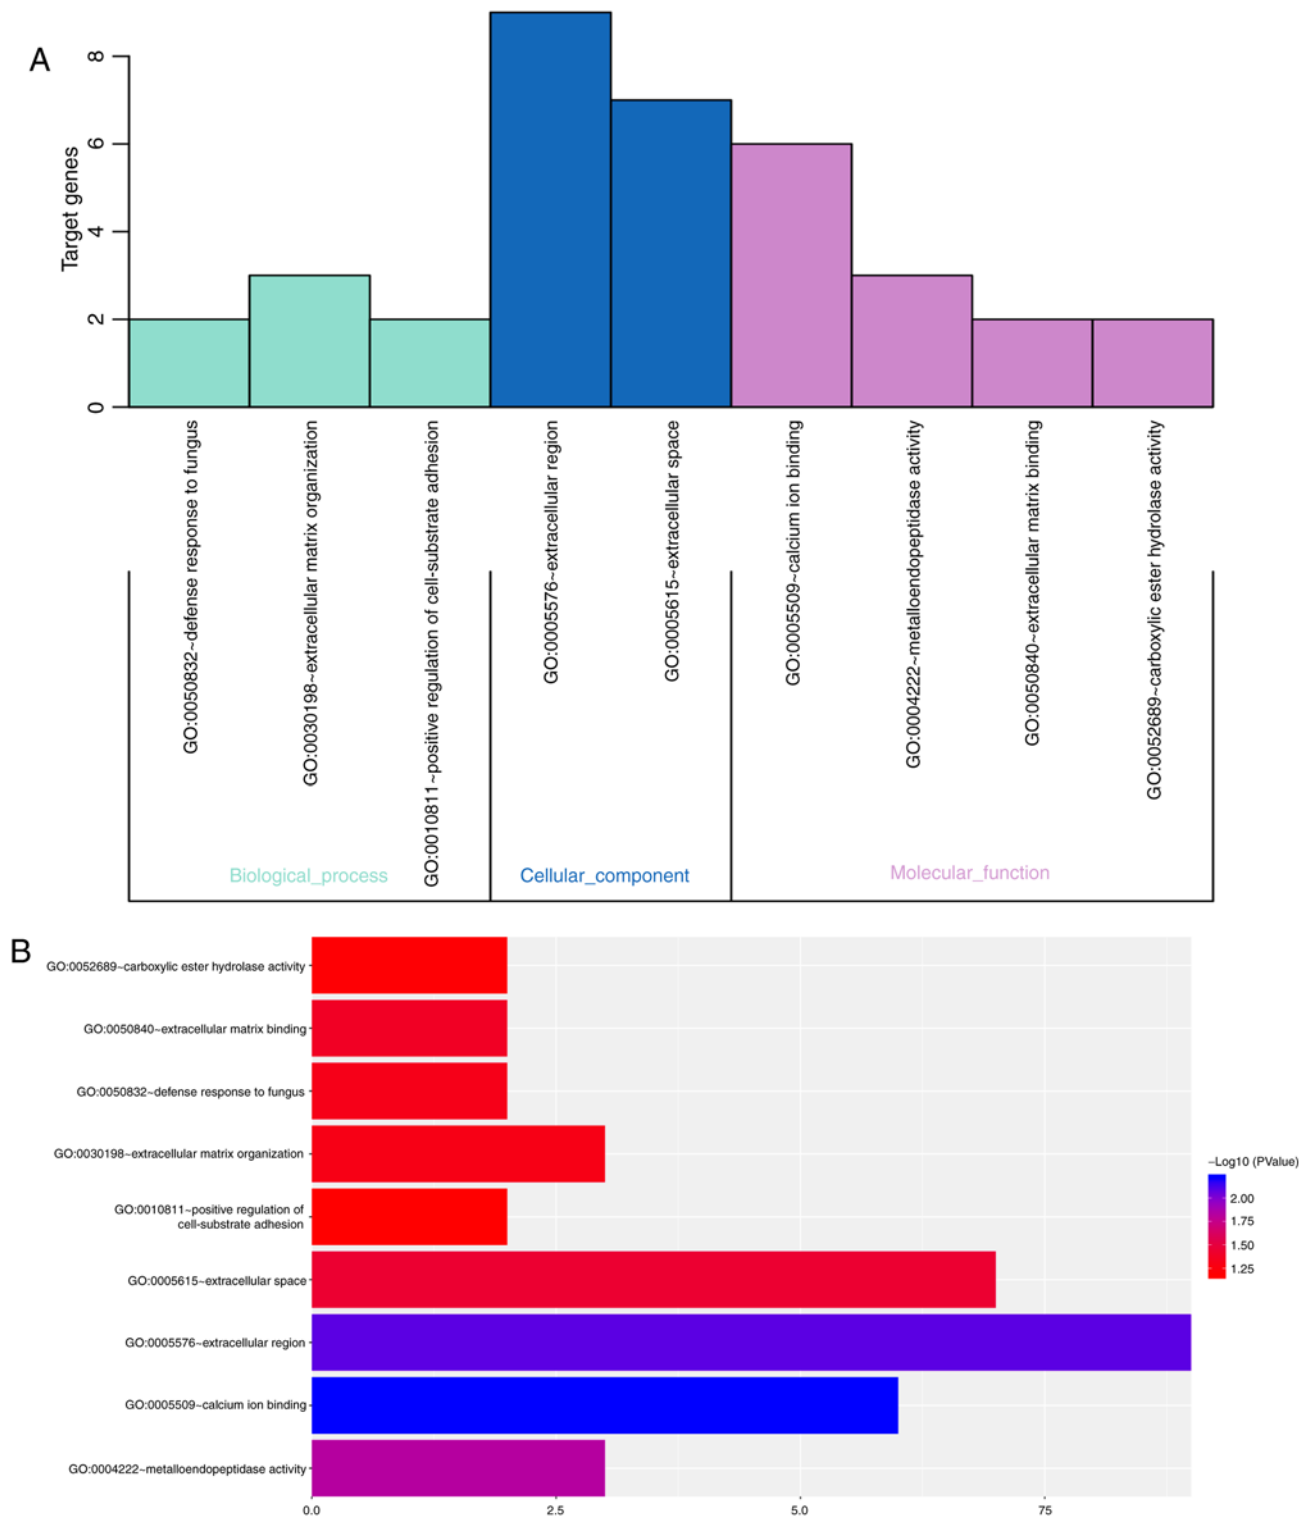 A
Target genes
8
6
4
2
0
GO:0050832~defense response to fungus
GO:0030198~extracellular matrix organization
GO:0010811~positive regulation of cell-substrate adhesion
GO:0005576~extracellular region
GO:0005615~extracellular space
GO:0005509~calcium ion binding
GO:0004222~metalloendopeptidase activity
GO:0050840~extracellular matrix binding
GO:0052689~carboxylic ester hydrolase activity
Biological_process
Cellular_component
Molecular_function
B
GO:0052689~carboxylic ester hydrolase activity
GO:0050840~extracellular matrix binding
GO:0050832~defense response to fungus
GO:0030198~extracellular matrix organization
GO:0010811~positive regulation of
cell-substrate adhesion
GO:0005615~extracellular space
GO:0005576~extracellular region
GO:0005509~calcium ion binding
GO:0004222~metalloendopeptidase activity
0.0
2.5
5.0
75
−Log10 (PValue)
2.00
1.75
1.50
1.25